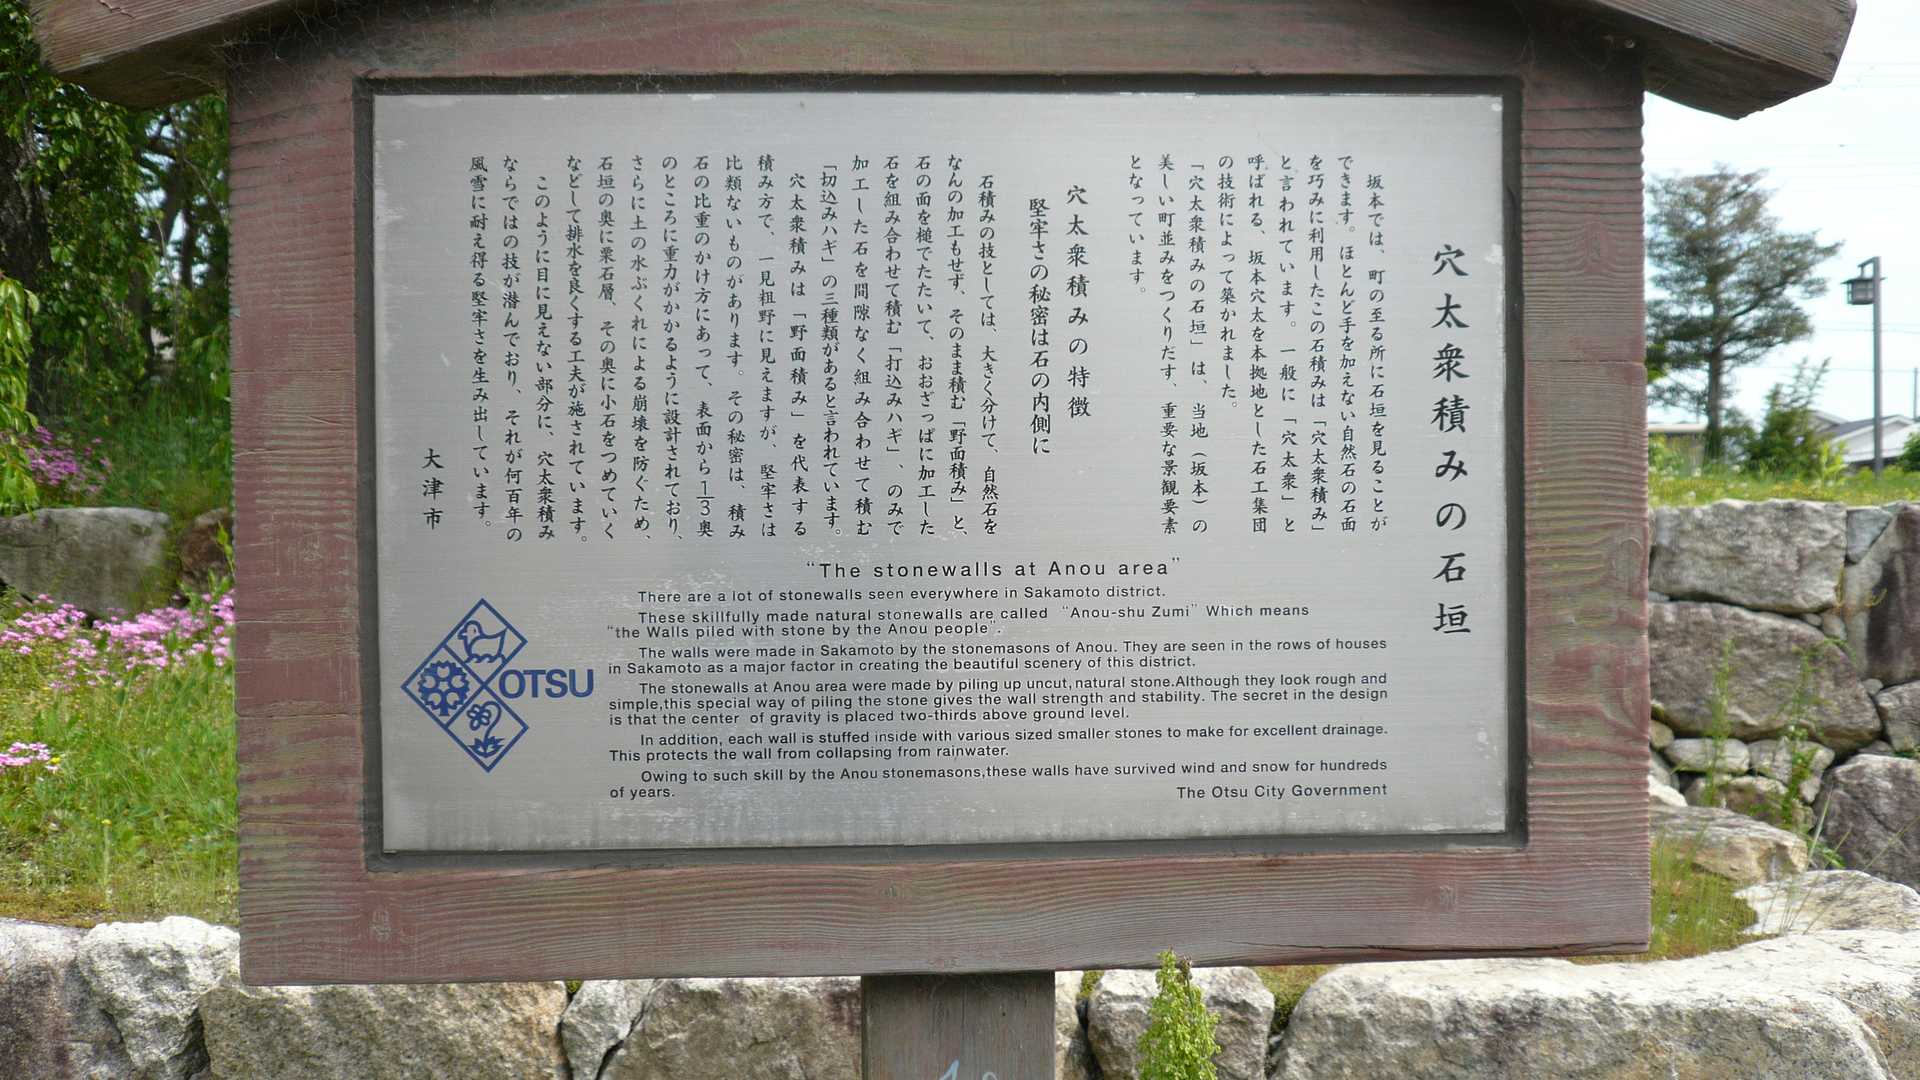 穴太衆積みの石垣
坂本では、町の至る所に石垣を見ることが
できます。ほとんど手を加えない自然石の石面
を巧みに利用したこの石積みは「穴太衆積み」
と言われています。一般に「穴太衆」と
呼ばれる、坂本穴太を本拠地とした石工集団
の技術によって築かれました。
「穴太衆積みの石垣」は、当地(坂本)の
美しい町並みをつくりだす、重要な景観要素
となっています。
穴太衆積みの特徴
堅牢さの秘密は石の内側に
石積みの技としては、大きく分けて、自然石を
なんの加工もせず、そのまま積む「野面積み」と、
石の面を槌でたたいて、おおざっぱに加工した
石を組み合わせて積む「打込みハギ」、のみで
加工した石を間隙なく組み合わせて積む
「切込みハギ」の三種類があると言われています。
穴太衆積みは「野面積み」を代表する
積み方で、一見粗野に見えますが、堅牢さは
比類ないものがあります。その秘密は、積み
石の比重のかけ方にあって、表面から1/3奥
のところに重力がかかるように設計されており、
さらに土の水ぶくれによる崩壊を防ぐため、
石垣の奥に栗石層、その奥に小石をつめていく
などして排水を良くする工夫が施されています。
このように目に見えない部分に、穴太衆積み
ならではの技が潜んでおり、それが何百年の
風雪に耐え得る堅牢さを生み出しています。
大津市
“The stonewalls at Anou area”
There are a lot of stonewalls seen everywhere in Sakamoto district.
These skillfully made natural stonewalls are called “Anou-shu Zumi” Which means
“the Walls piled with stone by the Anou people”.
The walls were made in Sakamoto by the stonemasons of Anou. They are seen in the rows of houses
in Sakamoto as a major factor in creating the beautiful scenery of this district.
The stonewalls at Anou area were made by piling up uncut, natural stone.Although they look rough and
simple,this special way of piling the stone gives the wall strength and stability. The secret in the design
is that the center of gravity is placed two-thirds above ground level.
In addition, each wall is stuffed inside with various sized smaller stones to make for excellent drainage.
This protects the wall from collapsing from rainwater.
Owing to such skill by the Anou stonemasons,these walls have survived wind and snow for hundreds
of years.
The Otsu City Government
OTSU